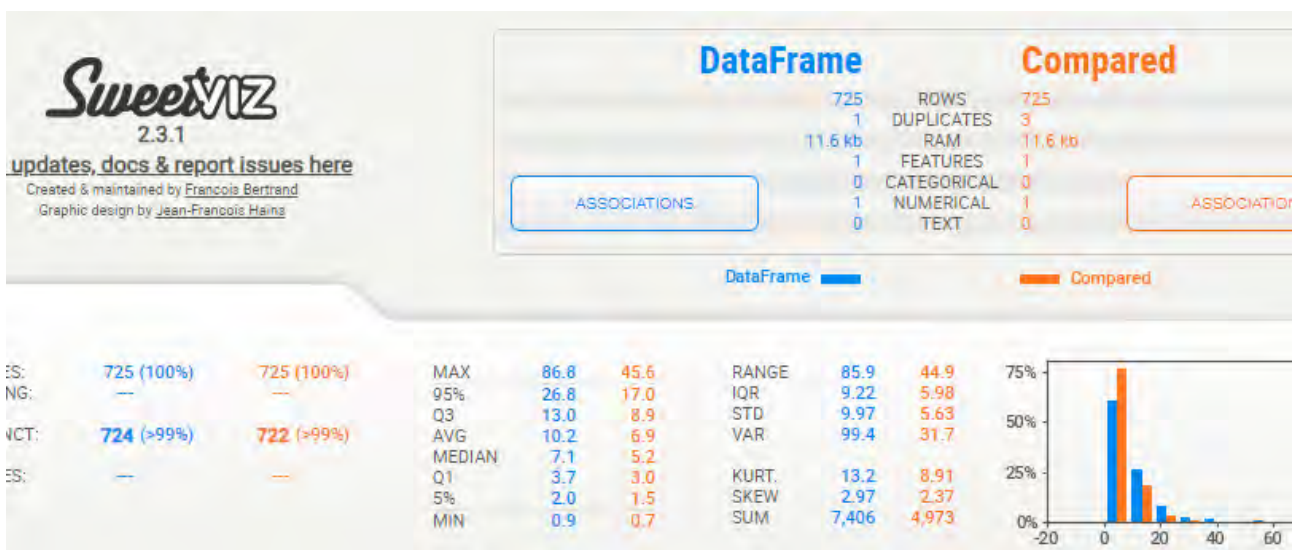 SweetVIZ
2.3.1
updates, docs & report issues here
Created & maintained by Francois Bertrand
Graphic design by Jean-Francois Hains
DataFrame Compared
725 ROWS 725
1 DUPLICATES 3
11.6 kb RAM 11.6 kb
1 FEATURES 1
0 CATEGORICAL 0
1 NUMERICAL 1
0 TEXT 0
ASSOCIATIONS
ASSOCIATION
DataFrame Compared
ES: 725 (100%) 725 (100%)
NG: --- ---
NCT: 724 (>99%) 722 (>99%)
ES: --- ---
MAX 86.8 45.6
95% 26.8 17.0
Q3 13.0 8.9
AVG 10.2 6.9
MEDIAN 7.1 5.2
Q1 3.7 3.0
5% 2.0 1.5
MIN 0.9 0.7
RANGE 85.9 44.9
IQR 9.22 5.98
STD 9.97 5.63
VAR 99.4 31.7
KURT. 13.2 8.91
SKEW 2.97 2.37
SUM 7,406 4,973
75%
50%
25%
0%
-20 0 20 40 60